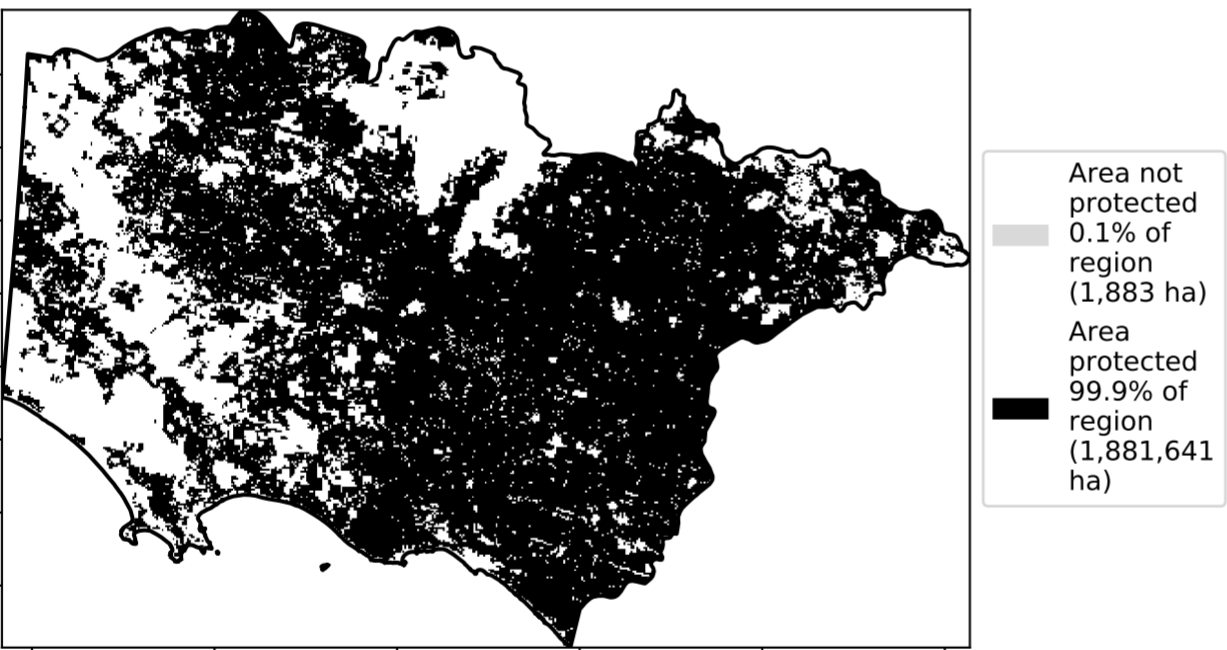 Area not
protected
0.1% of
region
(1,883 ha)
Area
protected
99.9% of
region
(1,881,641
ha)